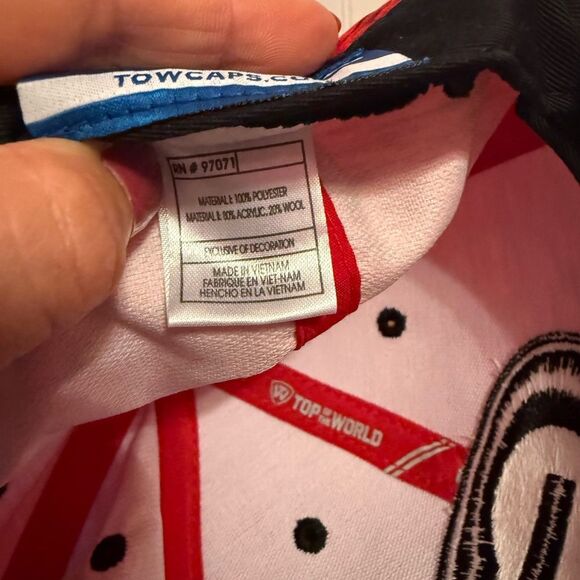 TOWCAPS.CO
RN # 97071
MATERIAL I: 100% POLYESTER
MATERIAL II: 80% ACRYLIC, 20% WOOL
EXCLUSIVE OF DECORATION
MADE IN VIETNAM
FABRIQUE EN VIET-NAM
HENCHO EN LA VIETNAM
TOP OF THE WORLD